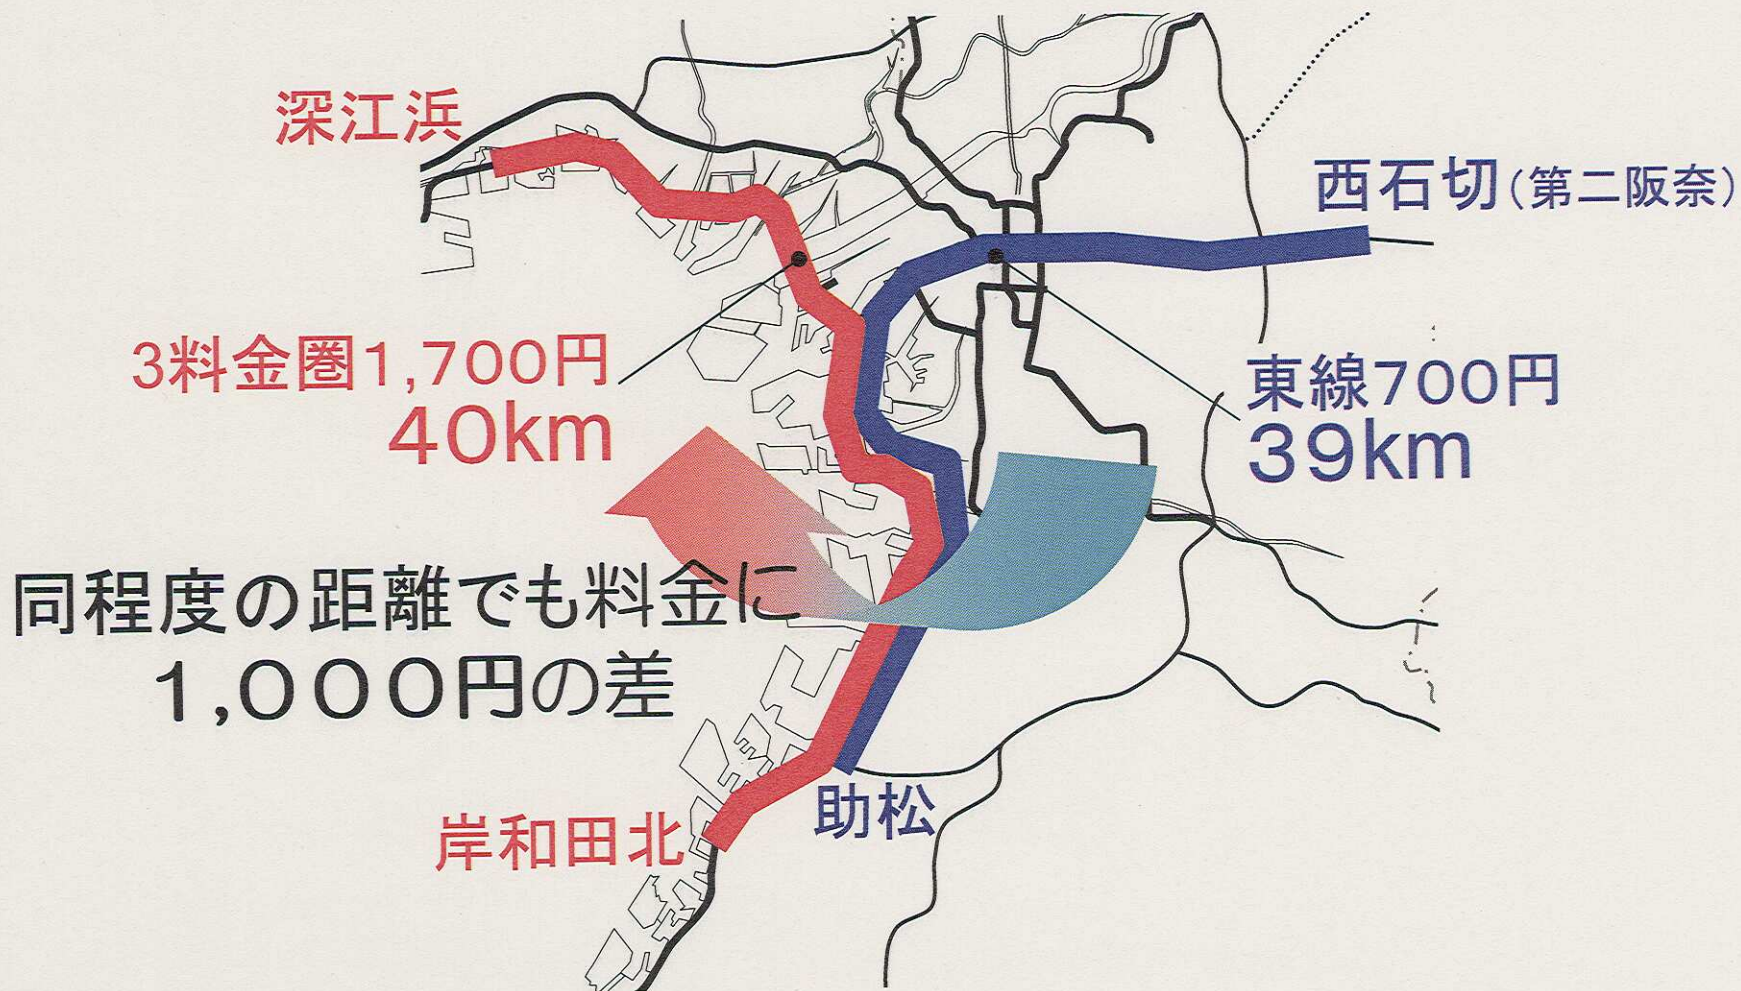 深江浜
西石切(第二阪奈)
3料金圏1,700円
40km
東線700円
39km
同程度の距離でも料金に
1,000円の差
助松
岸和田北